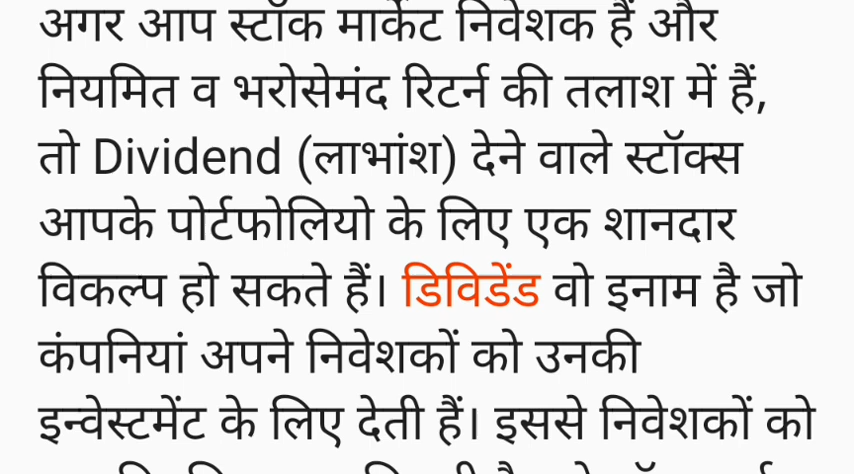 अगर आप स्टॉक मार्केट निवेशक हैं और
नियमित व भरोसेमंद रिटर्न की तलाश में हैं,
तो Dividend (लाभांश) देने वाले स्टॉक्स
आपके पोर्टफोलियो के लिए एक शानदार
विकल्प हो सकते हैं। डिविडेंड वो इनाम है जो
कंपनियां अपने निवेशकों को उनकी
इन्वेस्टमेंट के लिए देती हैं। इससे निवेशकों को